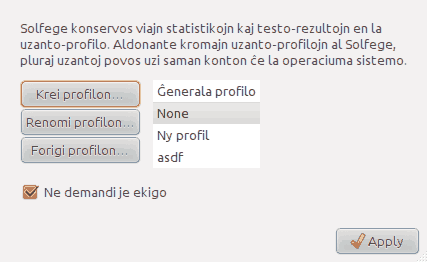 Solfege konservos viajn statistikojn kaj testo-rezultojn en la
uzanto-profilo. Aldonante kromajn uzanto-profilojn al Solfege,
pluraj uzantoj povos uzi saman konton ĉe la operaciuma sistemo.
Krei profilon...
Renomi profilon...
Forigi profilon...
Ĝenerala profilo
None
Ny profil
asdf
Ne demandi je ekigo
Apply